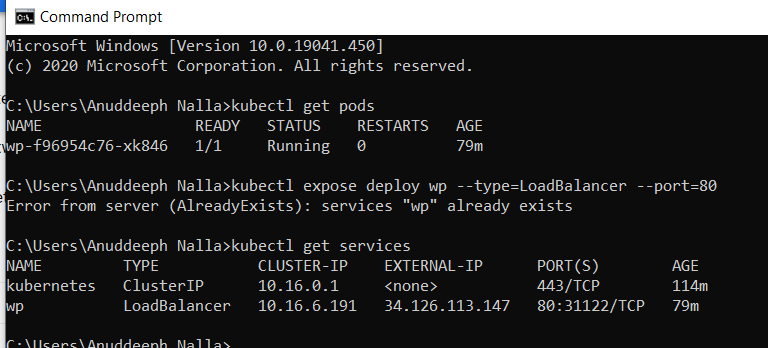 Command Prompt
Microsoft Windows [Version 10.0.19041.450]
(c) 2020 Microsoft Corporation. All rights reserved.
C:\Users\Anuddeeph Nalla>kubectl get pods
NAME                 READY   STATUS    RESTARTS   AGE
wp-f96954c76-xk846   1/1     Running   0          79m
C:\Users\Anuddeeph Nalla>kubectl expose deploy wp --type=LoadBalancer --port=80
Error from server (AlreadyExists): services "wp" already exists
C:\Users\Anuddeeph Nalla>kubectl get services
NAME         TYPE           CLUSTER-IP    EXTERNAL-IP      PORT(S)        AGE
kubernetes   ClusterIP      10.16.0.1     <none>           443/TCP        114m
wp           LoadBalancer   10.16.6.191   34.126.113.147   80:31122/TCP   79m
C:\Users\Anuddeeph Nalla>